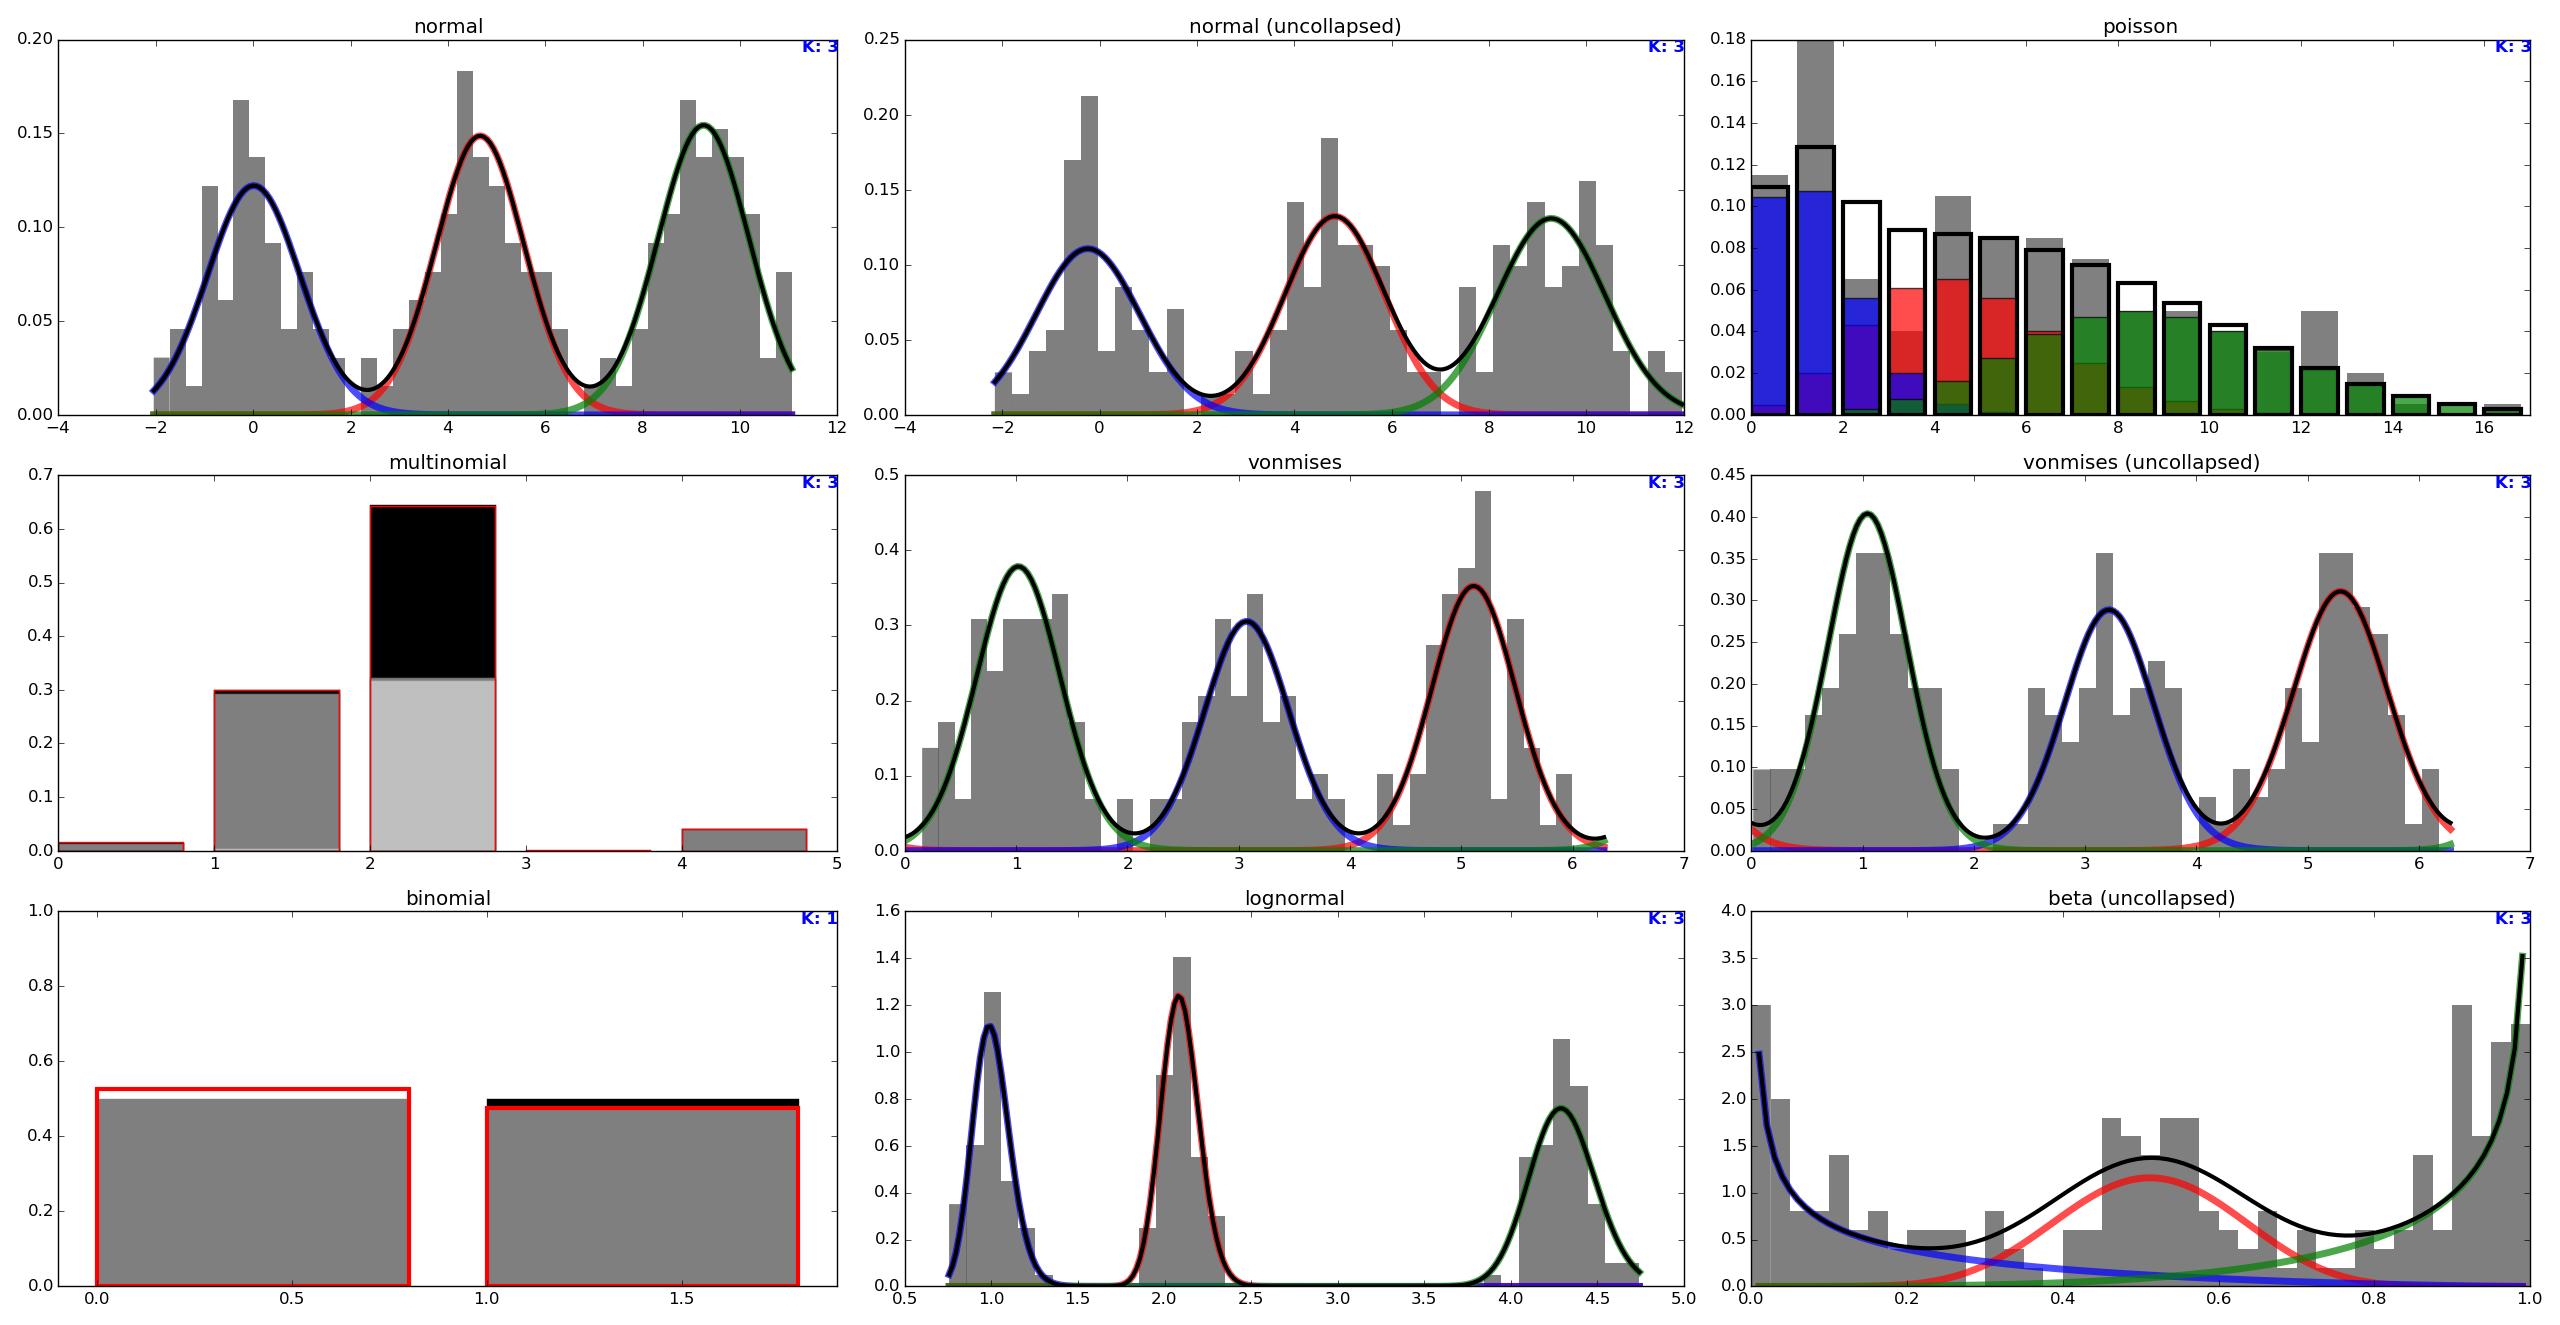 normal
K: 3
0.20
0.15
0.10
0.05
0.00
−4 −2 0 2 4 6 8 10 12
normal (uncollapsed)
K: 3
0.25
0.20
0.15
0.10
0.05
0.00
−4 −2 0 2 4 6 8 10 12
poisson
K: 3
0.18
0.16
0.14
0.12
0.10
0.08
0.06
0.04
0.02
0.00
0 2 4 6 8 10 12 14 16
multinomial
K: 3
0.7
0.6
0.5
0.4
0.3
0.2
0.1
0.0
0 1 2 3 4 5
vonmises
K: 3
0.5
0.4
0.3
0.2
0.1
0.0
0 1 2 3 4 5 6 7
vonmises (uncollapsed)
K: 3
0.45
0.40
0.35
0.30
0.25
0.20
0.15
0.10
0.05
0.00
0 1 2 3 4 5 6 7
binomial
K: 1
1.0
0.8
0.6
0.4
0.2
0.0
0.0 0.5 1.0 1.5
lognormal
K: 3
1.6
1.4
1.2
1.0
0.8
0.6
0.4
0.2
0.0
0.5 1.0 1.5 2.0 2.5 3.0 3.5 4.0 4.5 5.0
beta (uncollapsed)
K: 3
4.0
3.5
3.0
2.5
2.0
1.5
1.0
0.5
0.0
0.0 0.2 0.4 0.6 0.8 1.0